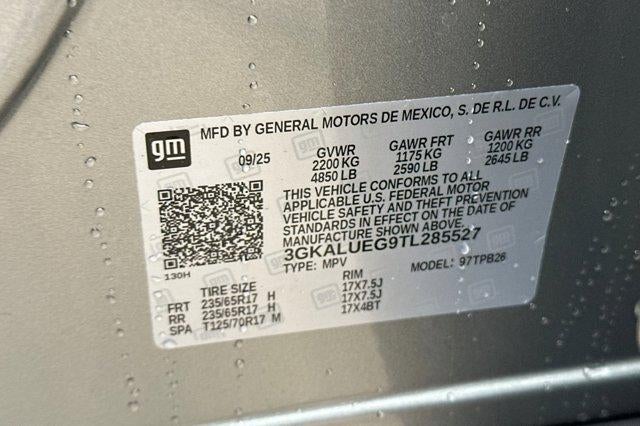 gm
MFD BY GENERAL MOTORS DE MEXICO, S. DE R.L. DE C.V.
09/25 GVWR GAWR FRT GAWR RR
2200 KG 1175 KG 1200 KG
4850 LB 2590 LB 2645 LB
THIS VEHICLE CONFORMS TO ALL
APPLICABLE U.S. FEDERAL MOTOR
VEHICLE SAFETY AND THEFT PREVENTION
STANDARDS IN EFFECT ON THE DATE OF
MANUFACTURE SHOWN ABOVE.
3GKALUEG9TL285527
130H
TYPE: MPV MODEL: 97TPB26
TIRE SIZE RIM
FRT 235/65R17 H 17X7.5J
RR 235/65R17 H 17X7.5J
SPA T125/70R17 M 17X4BT